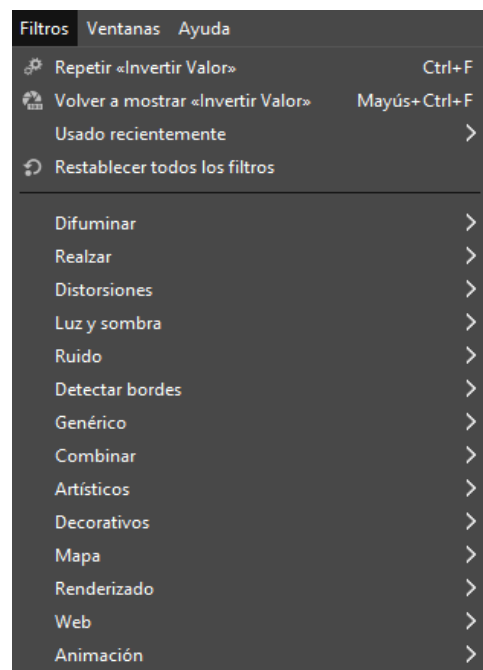 Filtros Ventanas Ayuda
Repetir «Invertir Valor» Ctrl+F
Volver a mostrar «Invertir Valor» Mayús+Ctrl+F
Usado recientemente
Restablecer todos los filtros
Difuminar
Realzar
Distorsiones
Luz y sombra
Ruido
Detectar bordes
Genérico
Combinar
Artísticos
Decorativos
Mapa
Renderizado
Web
Animación